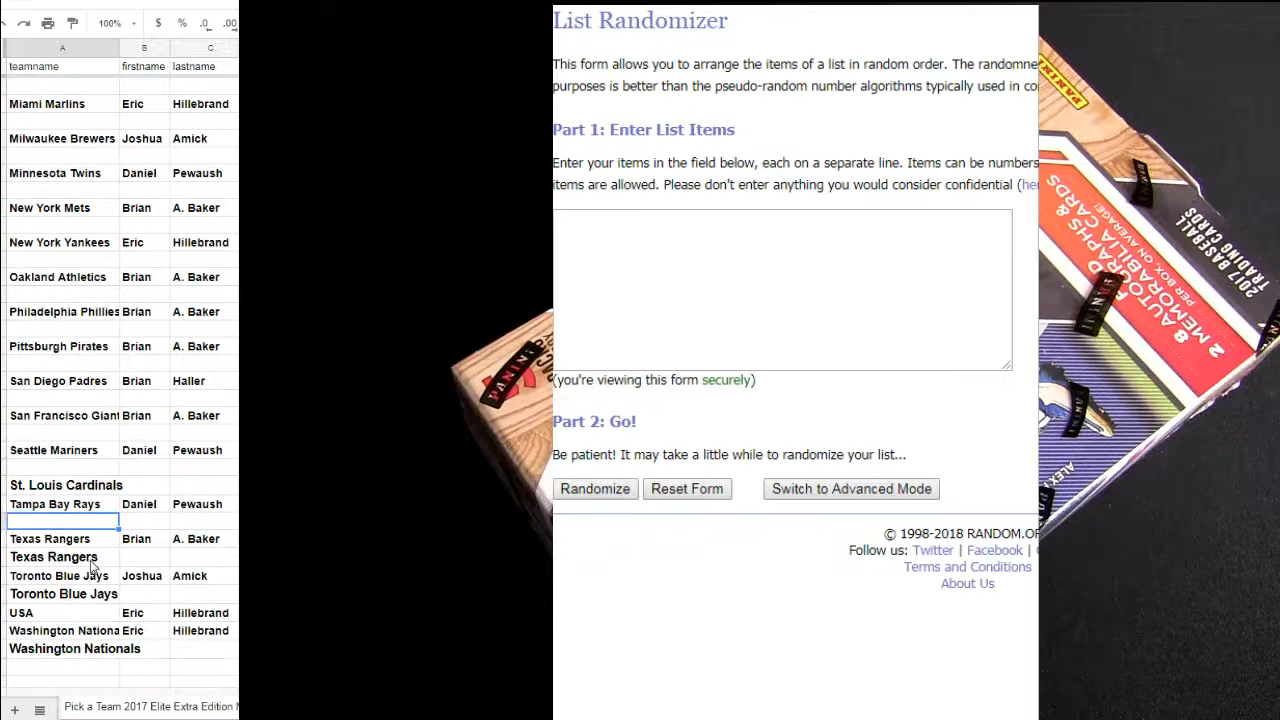 100% $ % .0 .00
A B C
teamname firstname lastname
Miami Marlins Eric Hillebrand
Milwaukee Brewers Joshua Amick
Minnesota Twins Daniel Pewaush
New York Mets Brian A. Baker
New York Yankees Eric Hillebrand
Oakland Athletics Brian A. Baker
Philadelphia Phillies Brian A. Baker
Pittsburgh Pirates Brian A. Baker
San Diego Padres Brian Haller
San Francisco Giant Brian A. Baker
Seattle Mariners Daniel Pewaush
St. Louis Cardinals
Tampa Bay Rays Daniel Pewaush
Texas Rangers Brian A. Baker
Texas Rangers
Toronto Blue Jays Joshua Amick
Toronto Blue Jays
USA Eric Hillebrand
Washington Nationa Eric Hillebrand
Washington Nationals
Pick a Team 2017 Elite Extra Edition
List Randomizer
This form allows you to arrange the items of a list in random order. The
purposes is better than the pseudo-random number algorithms typically used in
Part 1: Enter List Items
Enter your items in the field below, each on a separate line. Items can be numbers
items are allowed. Please don't enter anything you would consider confidential (
(you're viewing this form securely)
Part 2: Go!
Be patient! It may take a little while to randomize your list...
Randomize Reset Form Switch to Advanced Mode
© 1998-2018 RANDOM.OR
Follow us: Twitter | Facebook |
Terms and Conditions
About Us
PANINI
PANINI
PANINI
8 AUTOGRAPHS &
2 MEMORABILIA CARDS
PER BOX, ON AVERAGE!
2017 BASEBALL
TRADING CARDS
ALEX